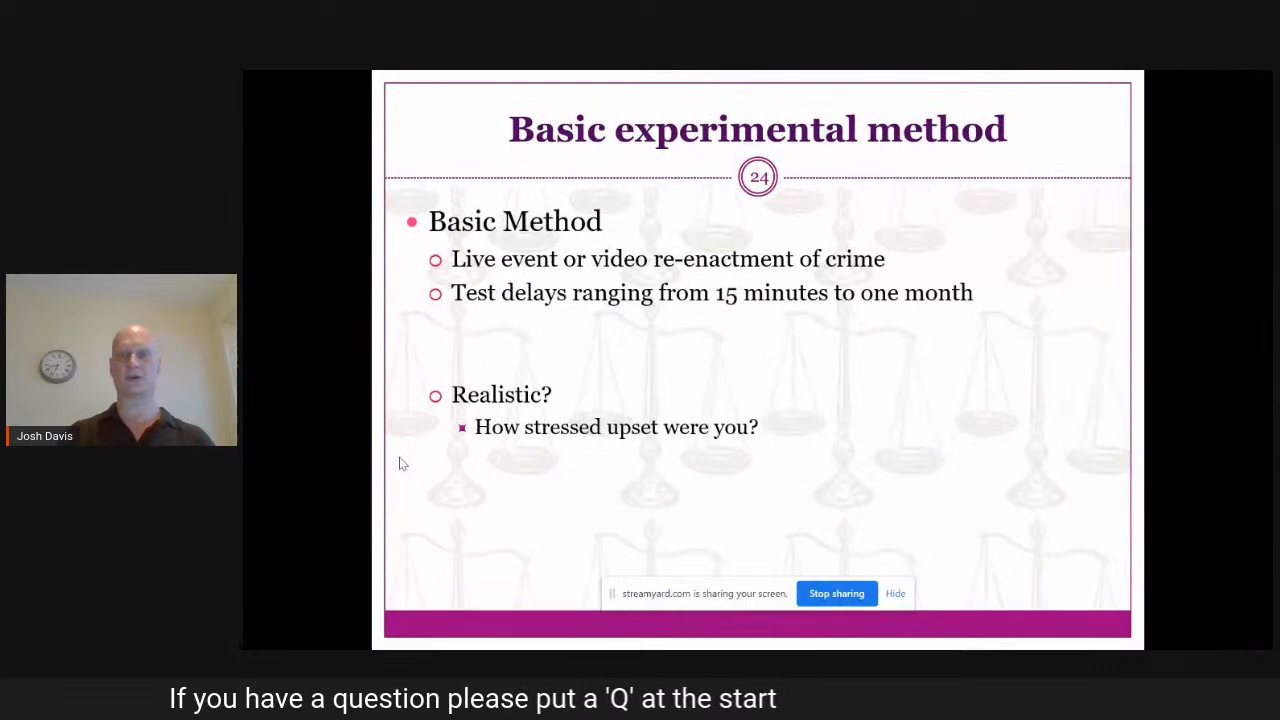 Basic experimental method
24
Basic Method
Live event or video re-enactment of crime
Test delays ranging from 15 minutes to one month
Realistic?
How stressed upset were you?
Josh Davis
streamyard.com is sharing your screen. Stop sharing Hide
If you have a question please put a 'Q' at the start